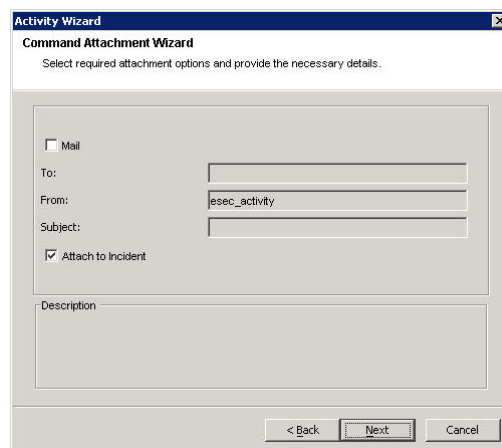 Activity Wizard
Command Attachment Wizard
Select required attachment options and provide the necessary details.
Mail
To:
From: esec_activity
Subject:
Attach to Incident
Description
< Back Next Cancel